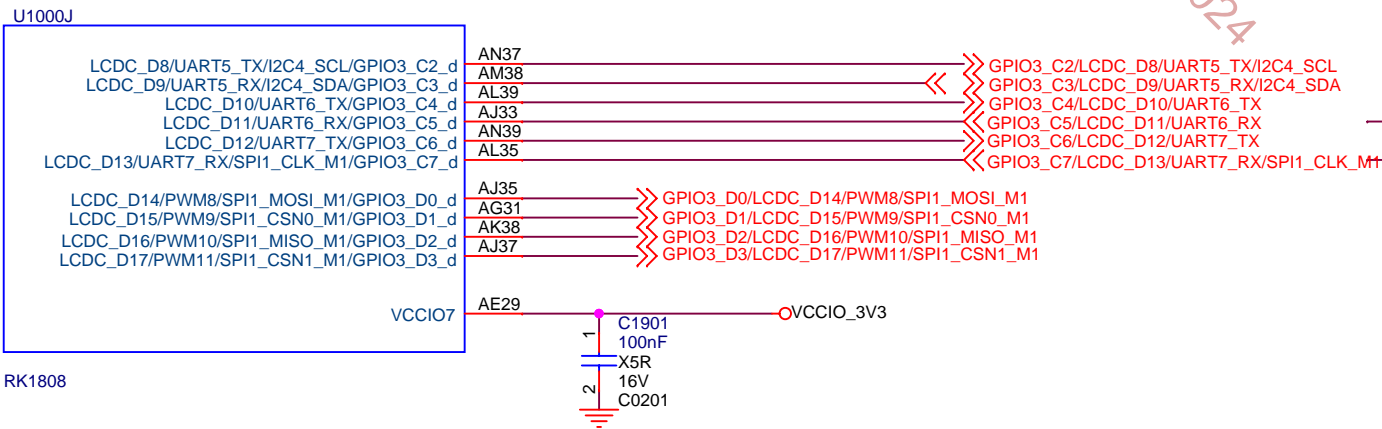 U1000J
024
LCDC_D8/UART5_TX/I2C4_SCL/GPIO3_C2_d AN37 GPIO3_C2/LCDC_D8/UART5_TX/I2C4_SCL
LCDC_D9/UART5_RX/I2C4_SDA/GPIO3_C3_d AM38 GPIO3_C3/LCDC_D9/UART5_RX/I2C4_SDA
LCDC_D10/UART6_TX/GPIO3_C4_d AL39 GPIO3_C4/LCDC_D10/UART6_TX
LCDC_D11/UART6_RX/GPIO3_C5_d AJ33 GPIO3_C5/LCDC_D11/UART6_RX
LCDC_D12/UART7_TX/GPIO3_C6_d AN39 GPIO3_C6/LCDC_D12/UART7_TX
LCDC_D13/UART7_RX/SPI1_CLK_M1/GPIO3_C7_d AL35 GPIO3_C7/LCDC_D13/UART7_RX/SPI1_CLK_M1
LCDC_D14/PWM8/SPI1_MOSI_M1/GPIO3_D0_d AJ35 GPIO3_D0/LCDC_D14/PWM8/SPI1_MOSI_M1
LCDC_D15/PWM9/SPI1_CSN0_M1/GPIO3_D1_d AG31 GPIO3_D1/LCDC_D15/PWM9/SPI1_CSN0_M1
LCDC_D16/PWM10/SPI1_MISO_M1/GPIO3_D2_d AK38 GPIO3_D2/LCDC_D16/PWM10/SPI1_MISO_M1
LCDC_D17/PWM11/SPI1_CSN1_M1/GPIO3_D3_d AJ37 GPIO3_D3/LCDC_D17/PWM11/SPI1_CSN1_M1
VCCIO7 AE29 VCCIO_3V3
C1901
1 100nF
X5R
2 16V
C0201
RK1808